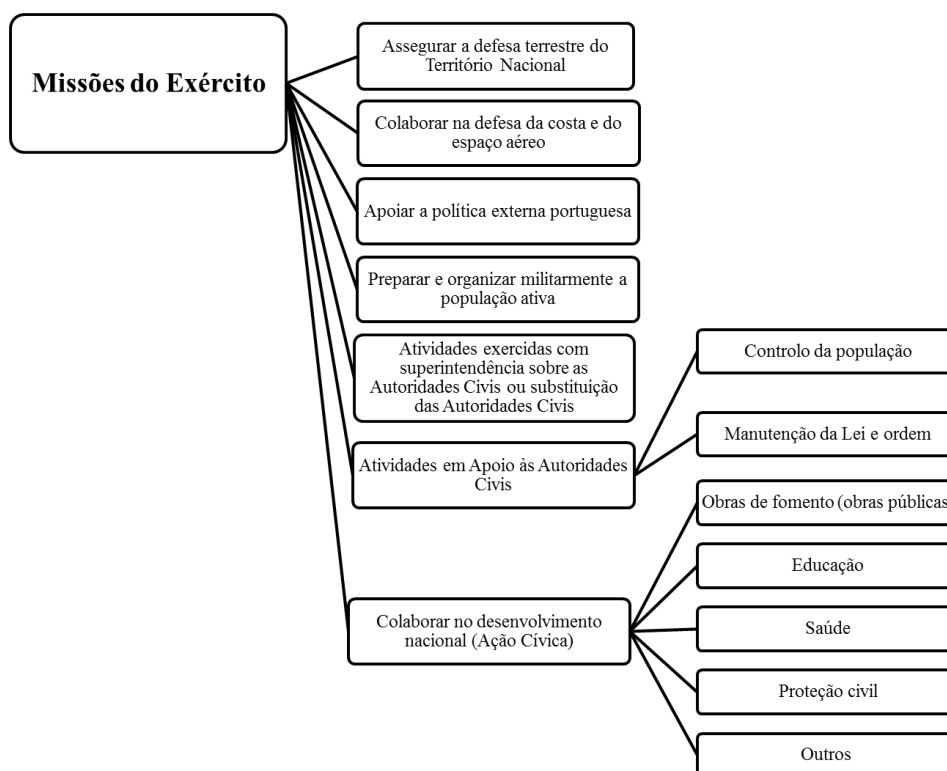 Missões do Exército
Assegurar a defesa terrestre do
Território Nacional
Colaborar na defesa da costa e do
espaço aéreo
Apoiar a política externa portuguesa
Preparar e organizar militarmente a
população ativa
Atividades exercidas com
superintendência sobre as
Autoridades Civis ou substituição
das Autoridades Civis
Atividades em Apoio às Autoridades
Civis
Controlo da população
Manutenção da Lei e ordem
Colaborar no desenvolvimento
nacional (Ação Cívica)
Obras de fomento (obras públicas
Educação
Saúde
Proteção civil
Outros